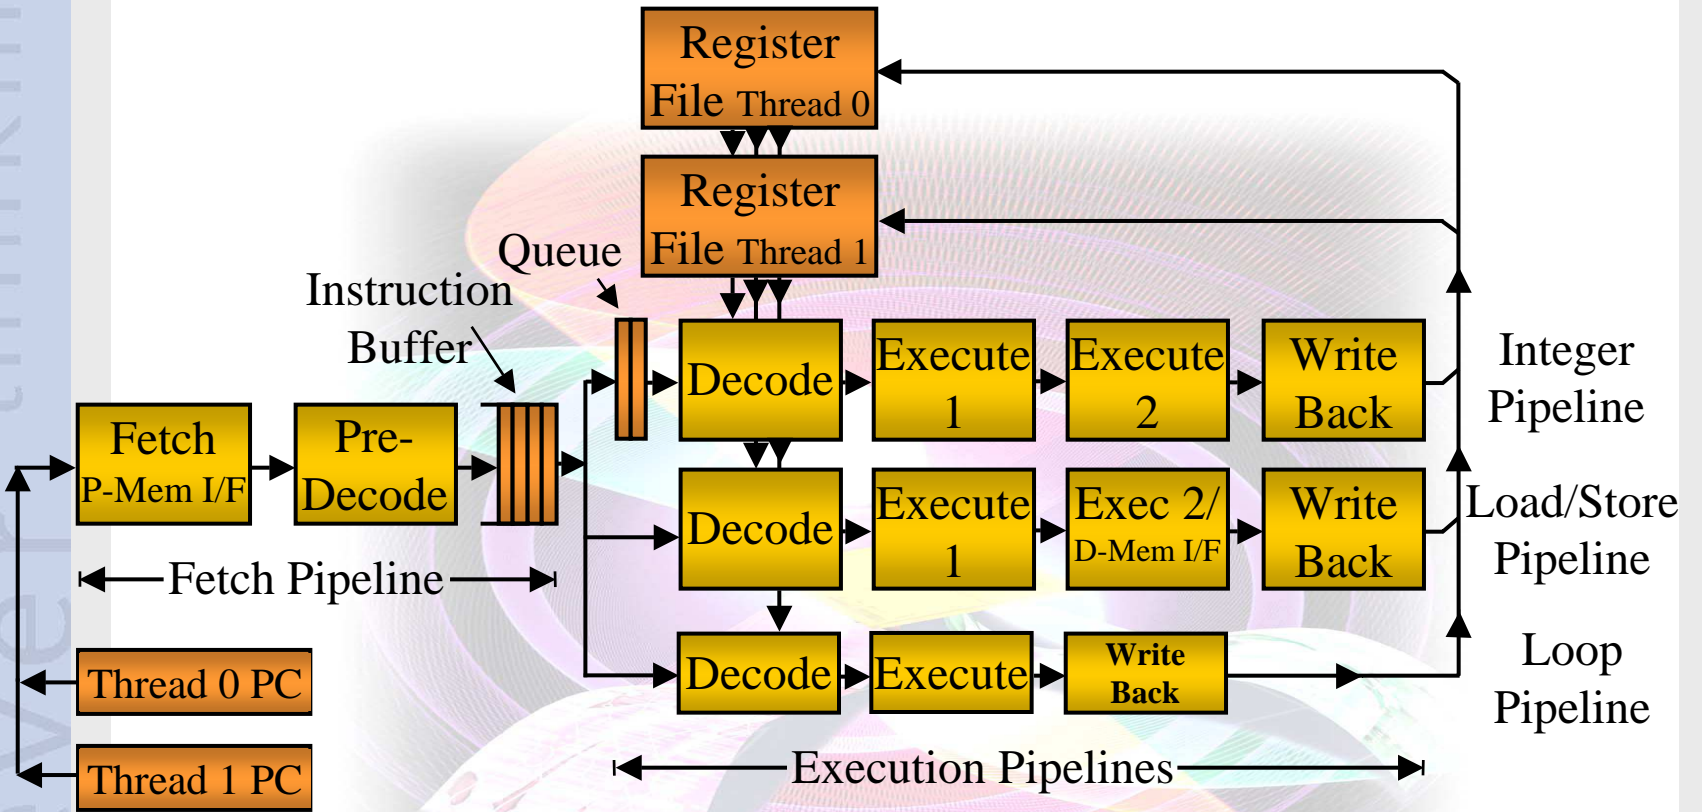 Register
File Thread 0
Register
File Thread 1
Queue
Instruction
Buffer
Fetch
P-Mem I/F
Pre-
Decode
Decode
Execute
1
Execute
2
Write
Back
Integer
Pipeline
Decode
Execute
1
Exec 2/
D-Mem I/F
Write
Back
Load/Store
Pipeline
Fetch Pipeline
Decode
Execute
Write
Back
Loop
Pipeline
Thread 0 PC
Thread 1 PC
Execution Pipelines